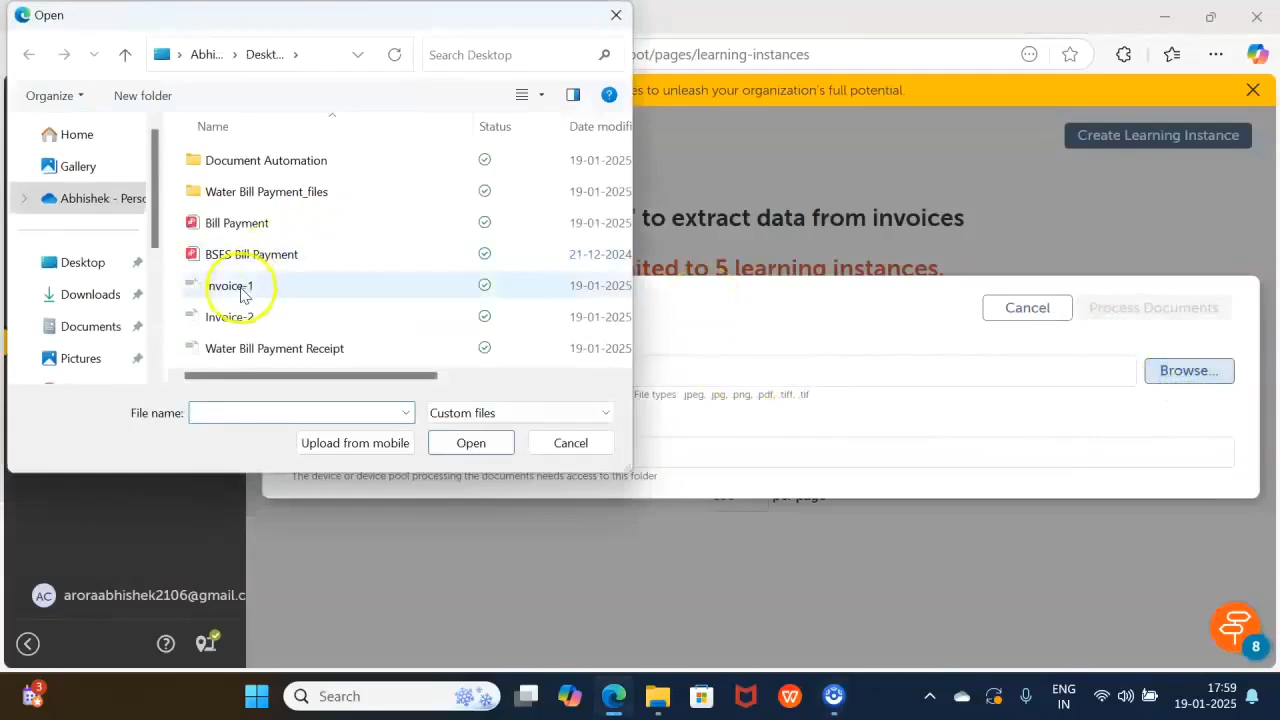 Open
Abhi...
Deskt...
Search Desktop
oot/pages/learning-instances
Organize
New folder
es to unleash your organization's full potential.
Name
Status
Date modifi
Create Learning Instance
Home
Gallery
Abhishek - Perso
Desktop
Downloads
Documents
Pictures
Document Automation
19-01-2025
Water Bill Payment_files
19-01-2025
Bill Payment
19-01-2025
BSES Bill Payment
21-12-2024
Invoice-1
19-01-2025
Invoice-2
19-01-2025
Water Bill Payment Receipt
19-01-2025
' to extract data from invoices
ited to 5 learning instances.
Cancel
Process Documents
Browse...
File types .jpeg, .jpg, .png, .pdf, .tiff, .tif
File name:
Custom files
Upload from mobile
Open
Cancel
The device or device pool processing the documents needs access to this folder
per page
AC
aroraabhishek2106@gmail.c
8
3
Search
ENG
IN
17:59
19-01-2025